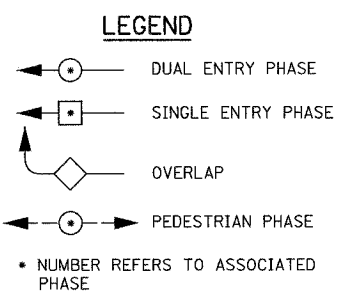 LEGEND
* DUAL ENTRY PHASE
* SINGLE ENTRY PHASE
OVERLAP
* PEDESTRIAN PHASE
* NUMBER REFERS TO ASSOCIATED
PHASE